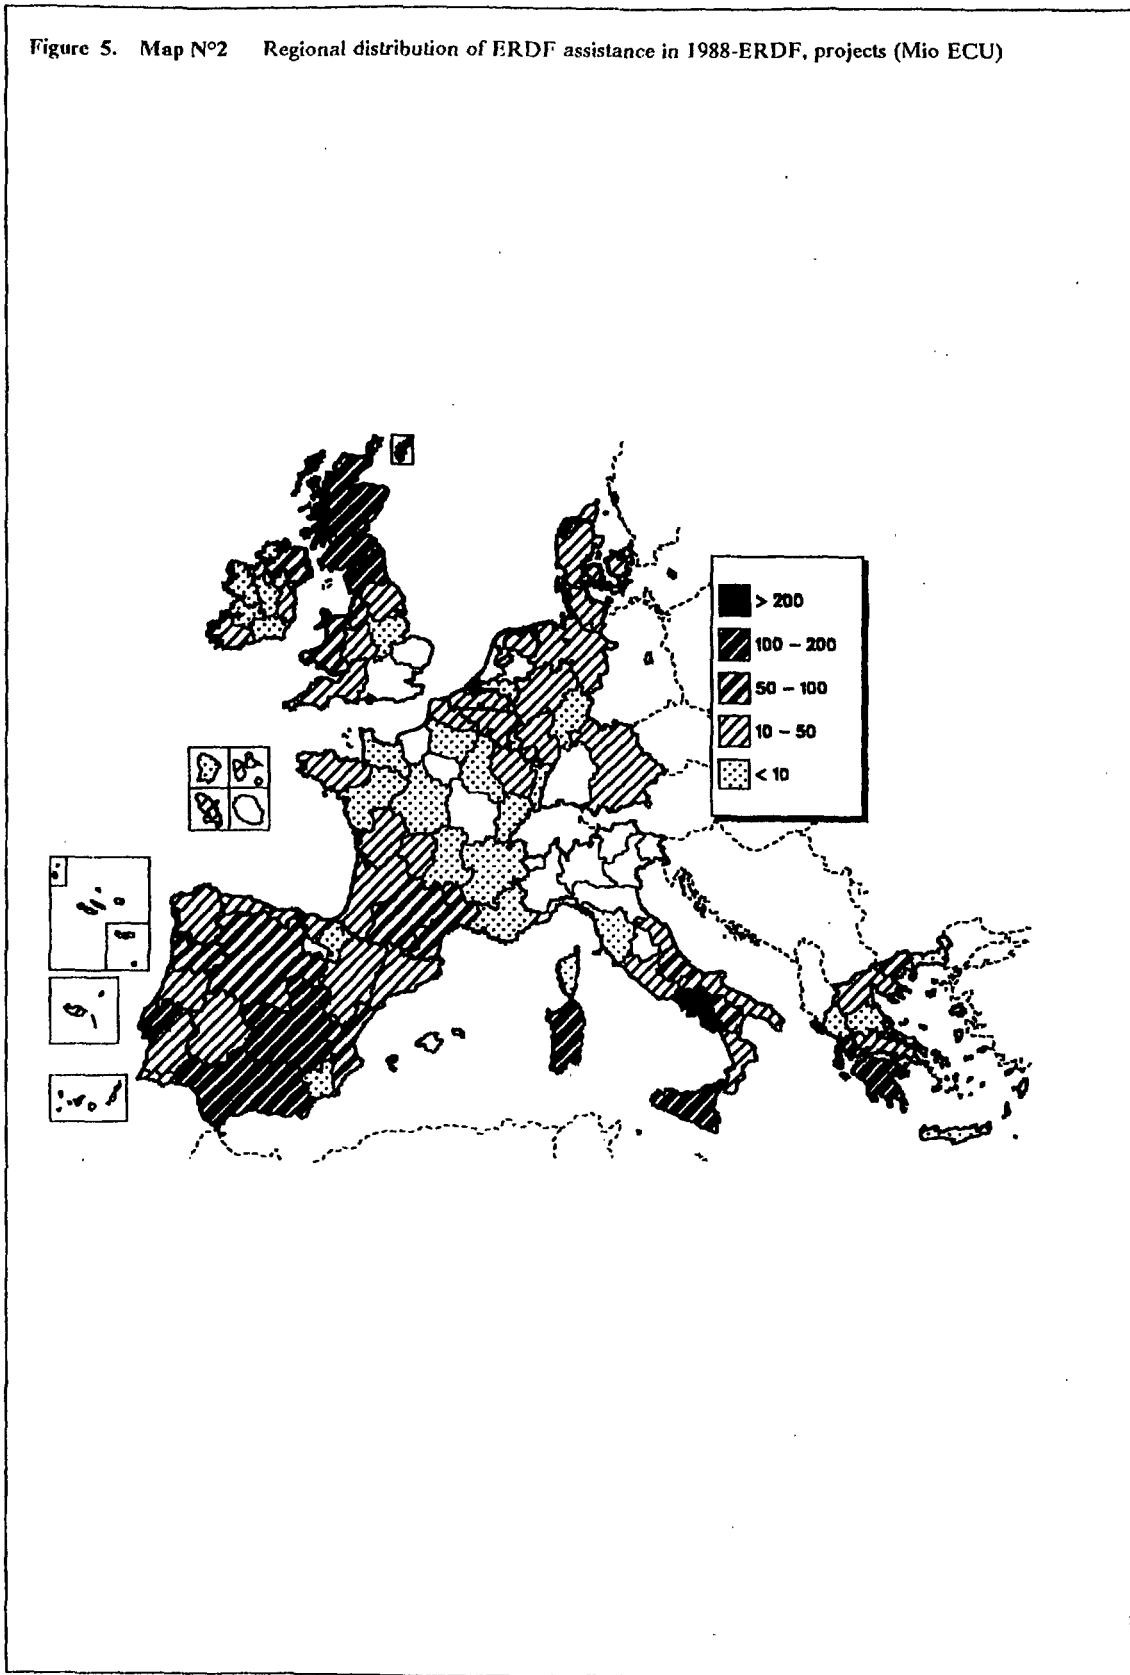 Figure 5. Map N°2 Regional distribution of ERDF assistance in 1988-ERDF, projects (Mio ECU)
> 200
100 – 200
50 – 100
10 – 50
< 10